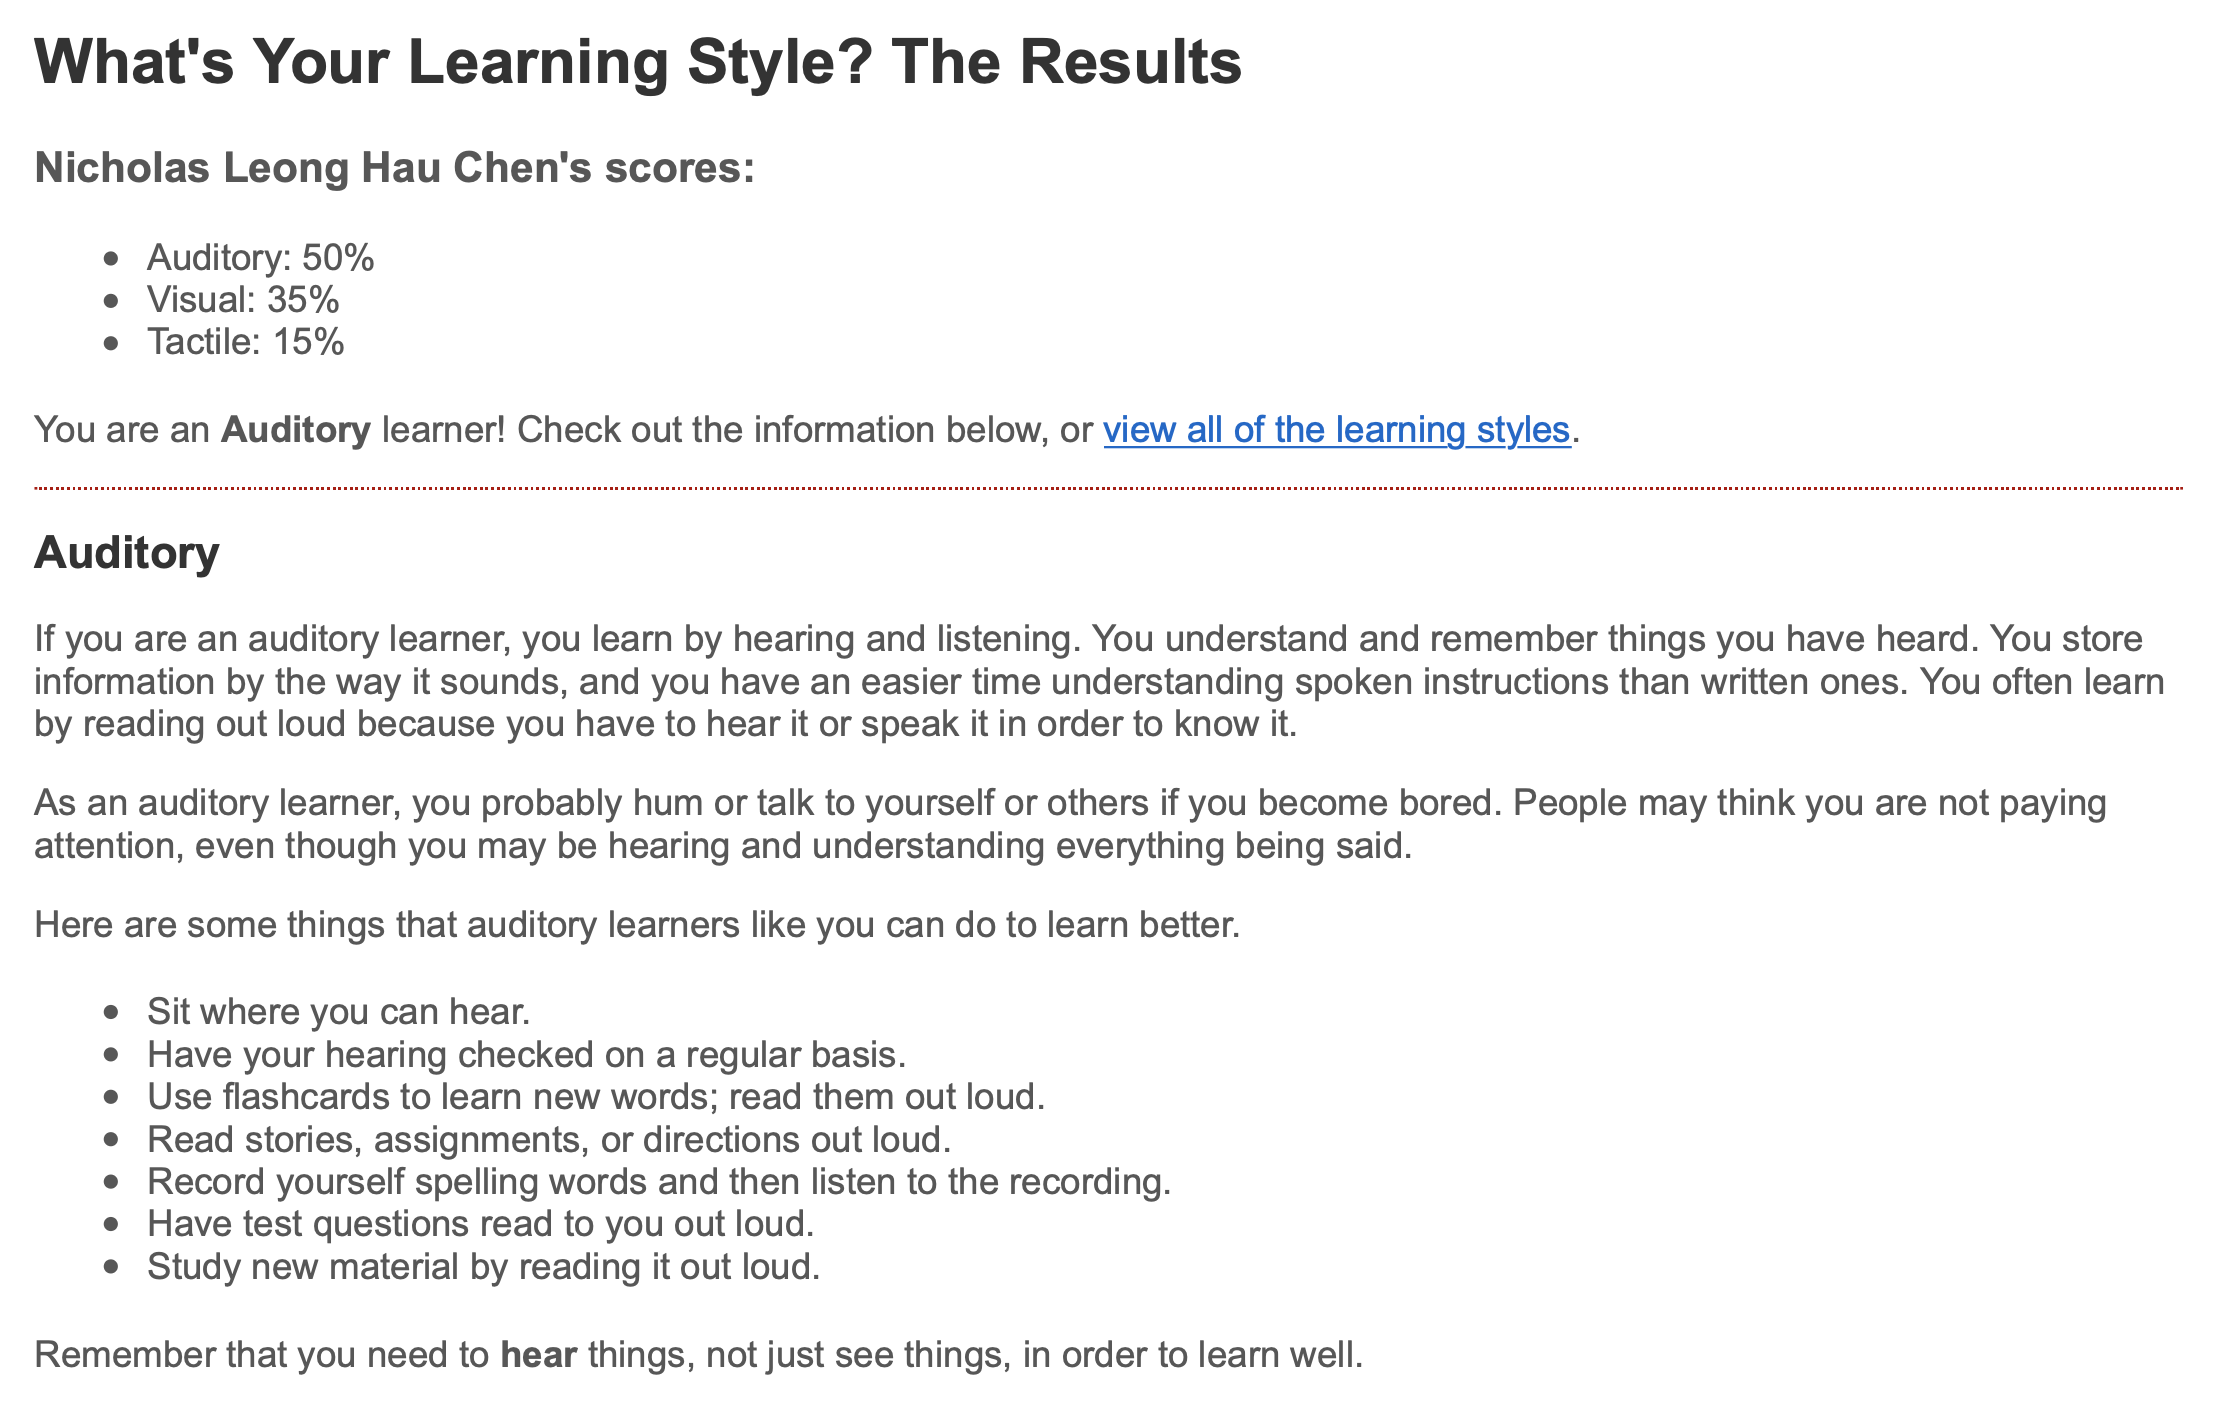 What's Your Learning Style? The Results
Nicholas Leong Hau Chen's scores:
• Auditory: 50%
• Visual: 35%
• Tactile: 15%
You are an Auditory learner! Check out the information below, or view all of the learning styles.
Auditory
If you are an auditory learner, you learn by hearing and listening. You understand and remember things you have heard. You store
information by the way it sounds, and you have an easier time understanding spoken instructions than written ones. You often learn
by reading out loud because you have to hear it or speak it in order to know it.
As an auditory learner, you probably hum or talk to yourself or others if you become bored. People may think you are not paying
attention, even though you may be hearing and understanding everything being said.
Here are some things that auditory learners like you can do to learn better.
• Sit where you can hear.
• Have your hearing checked on a regular basis.
• Use flashcards to learn new words; read them out loud.
• Read stories, assignments, or directions out loud.
• Record yourself spelling words and then listen to the recording.
• Have test questions read to you out loud.
• Study new material by reading it out loud.
Remember that you need to hear things, not just see things, in order to learn well.